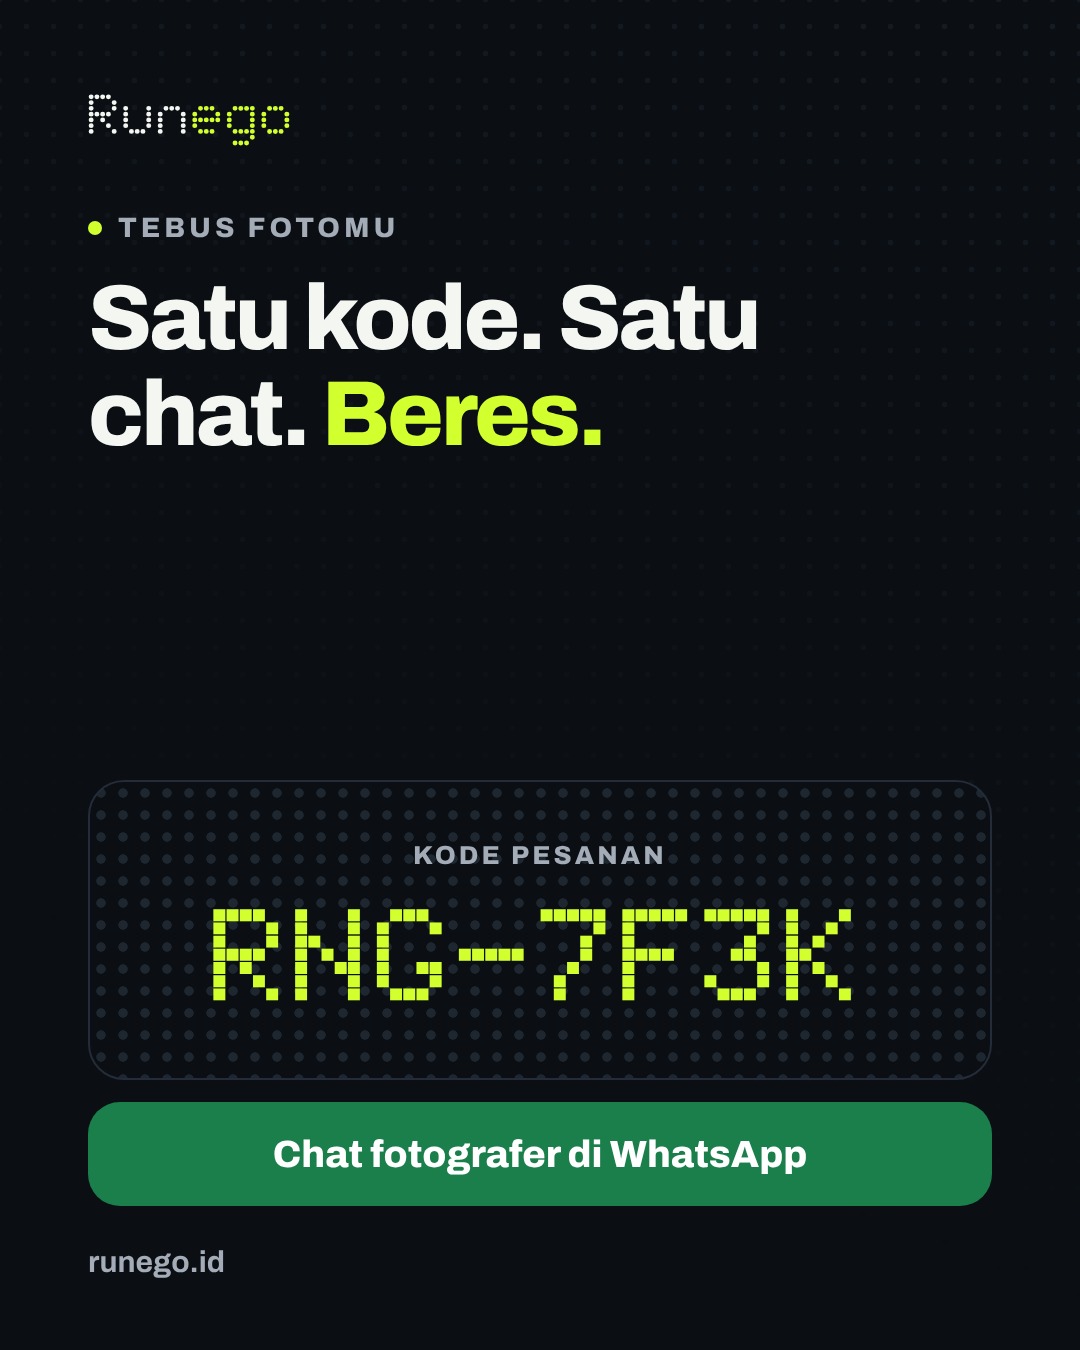 Runego
TEBUS FOTOMU
Satu kode. Satu
chat. Beres.
KODE PESANAN
RNG-7F3K
Chat fotografer di WhatsApp
runego.id